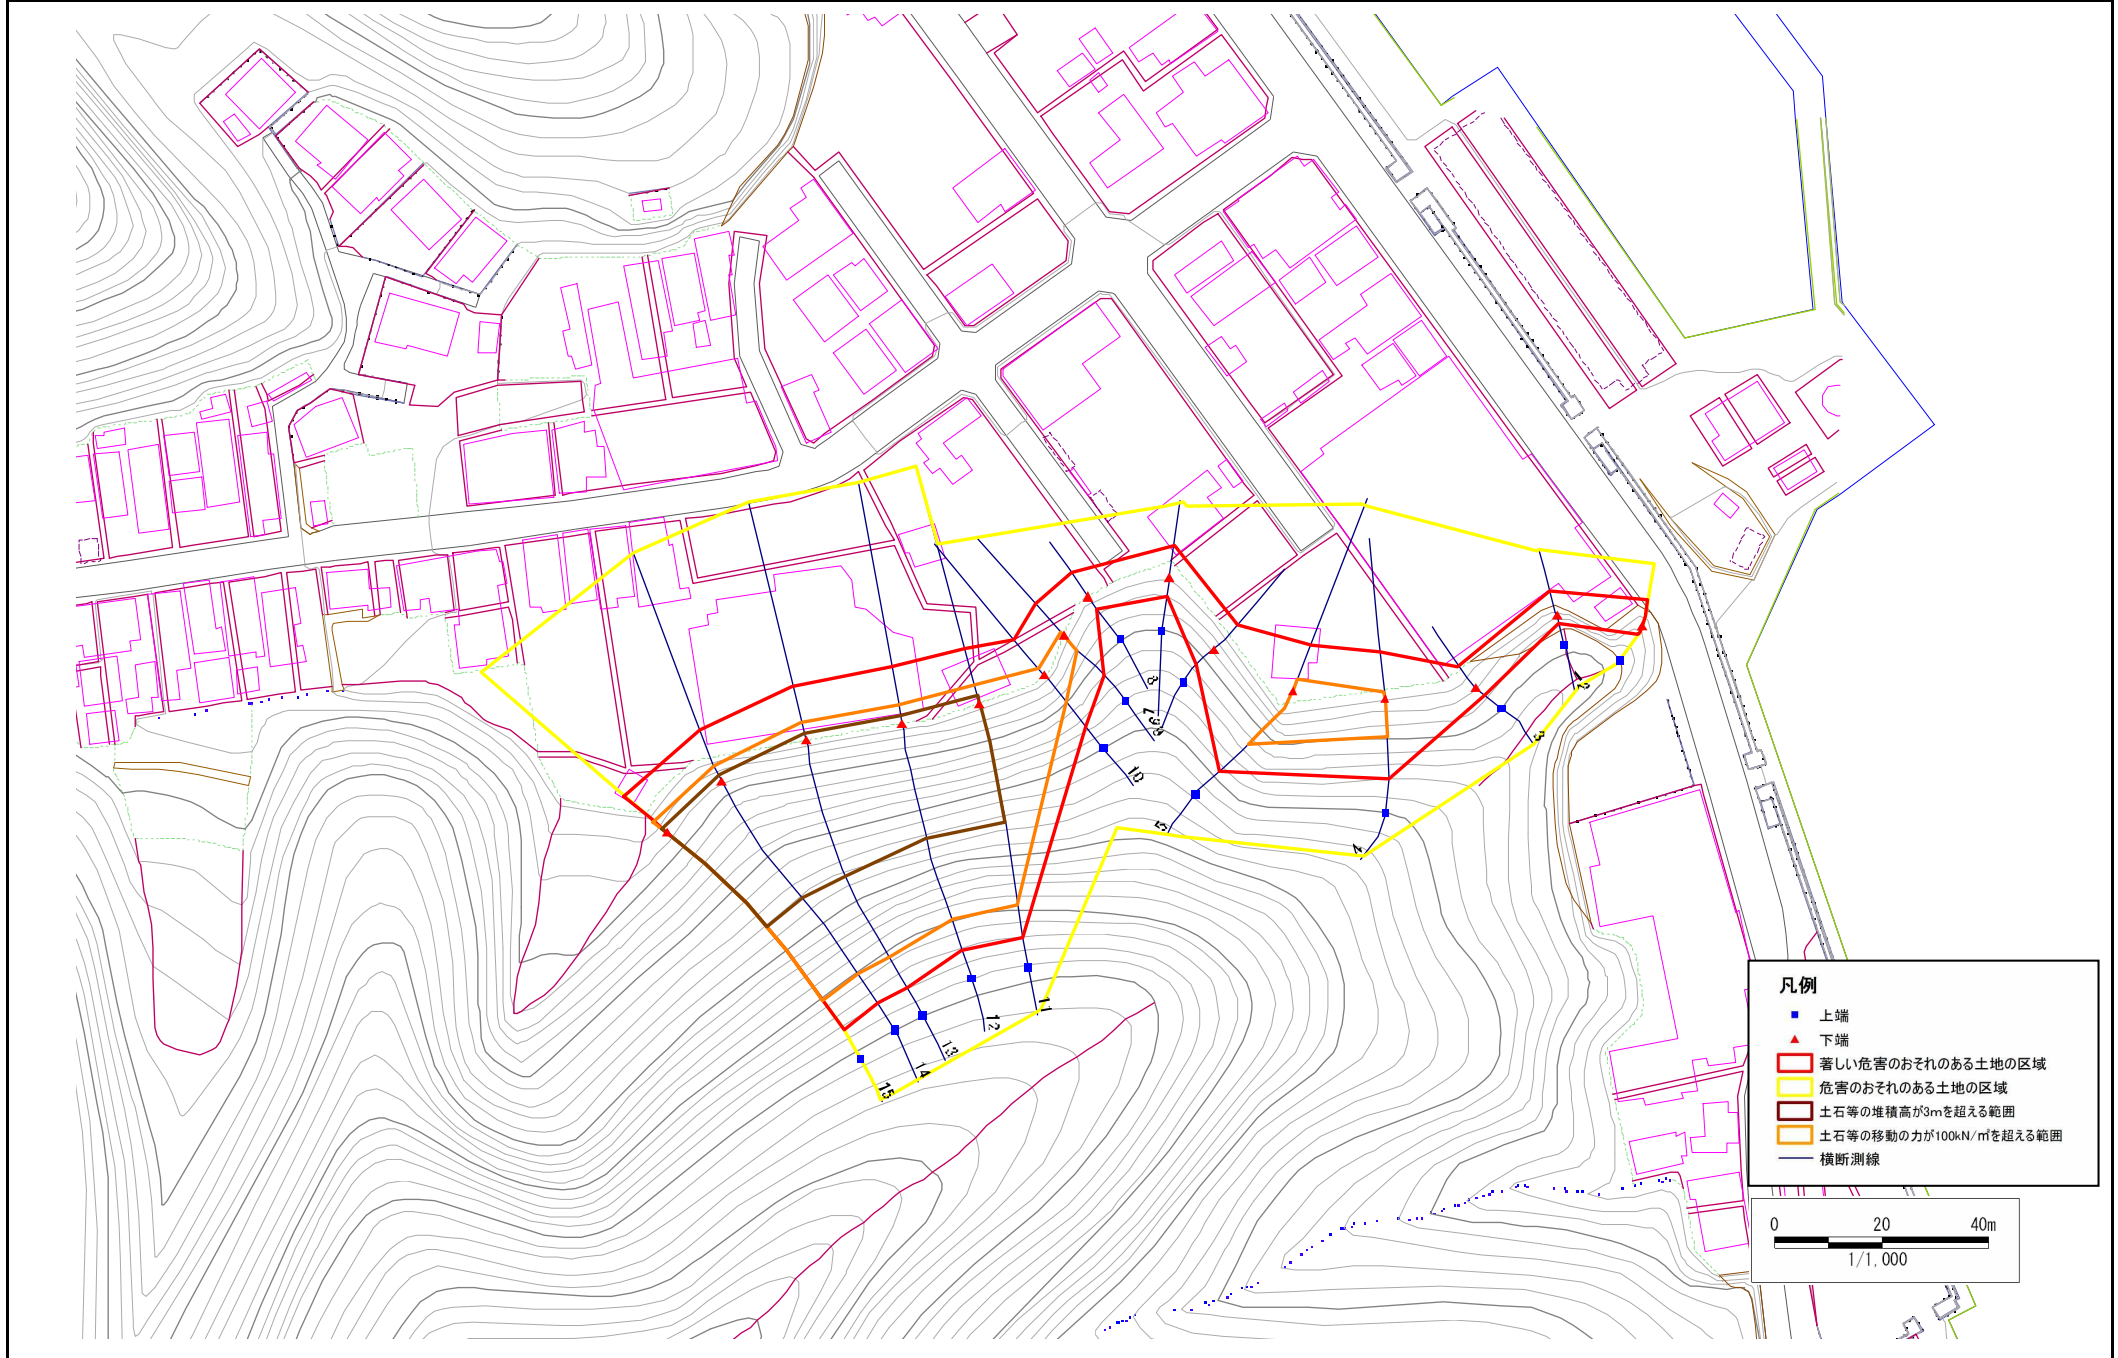 8
7
6
9
10
5
4
3
2
11
12
13
14
15
凡例
上端
下端
著しい危害のおそれのある土地の区域
危害のおそれのある土地の区域
土石等の堆積高が3mを超える範囲
土石等の移動の力が100kN/㎡を超える範囲
横断測線
0 20 40m
1/1,000